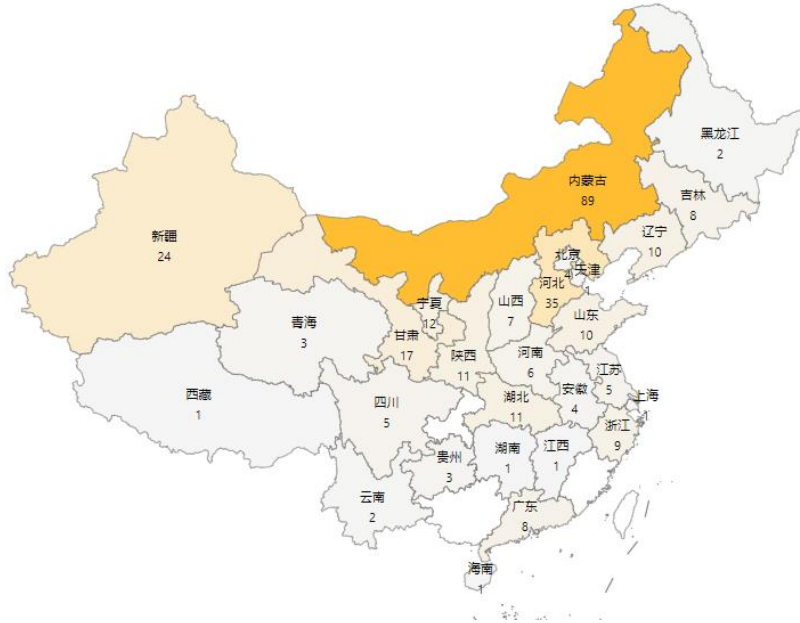 黑龙江
2
内蒙古
89
吉林
8
新疆
24
辽宁
10
北京
4
天津
1
河北
35
宁夏
12
山西
7
山东
10
青海
3
甘肃
17
陕西
11
河南
6
西藏
1
江苏
5
安徽
4
上海
1
四川
5
湖北
11
浙江
9
贵州
3
湖南
1
江西
1
云南
2
广东
8
海南
1